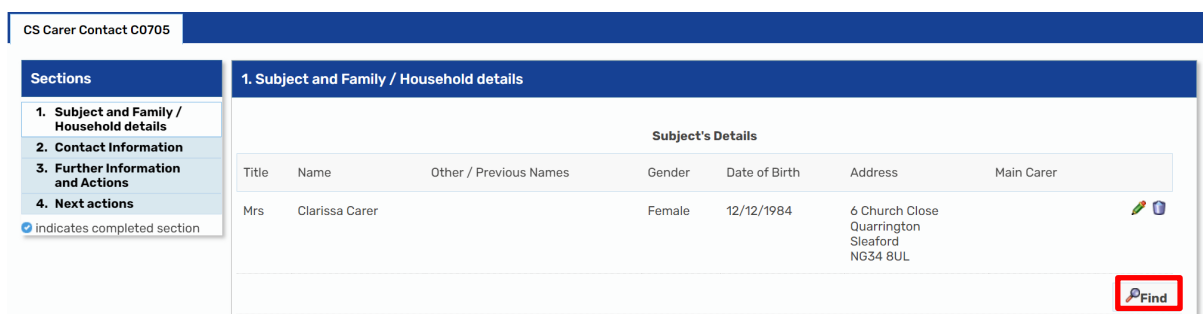 CS Carer Contact C0705
Sections
1. Subject and Family /
Household details
2. Contact Information
3. Further Information
and Actions
4. Next actions
indicates completed section
1. Subject and Family / Household details
Subject's Details
Title Name Other / Previous Names Gender Date of Birth Address Main Carer
Mrs Clarissa Carer Female 12/12/1984 6 Church Close
Quarrington
Sleaford
NG34 8UL
Find